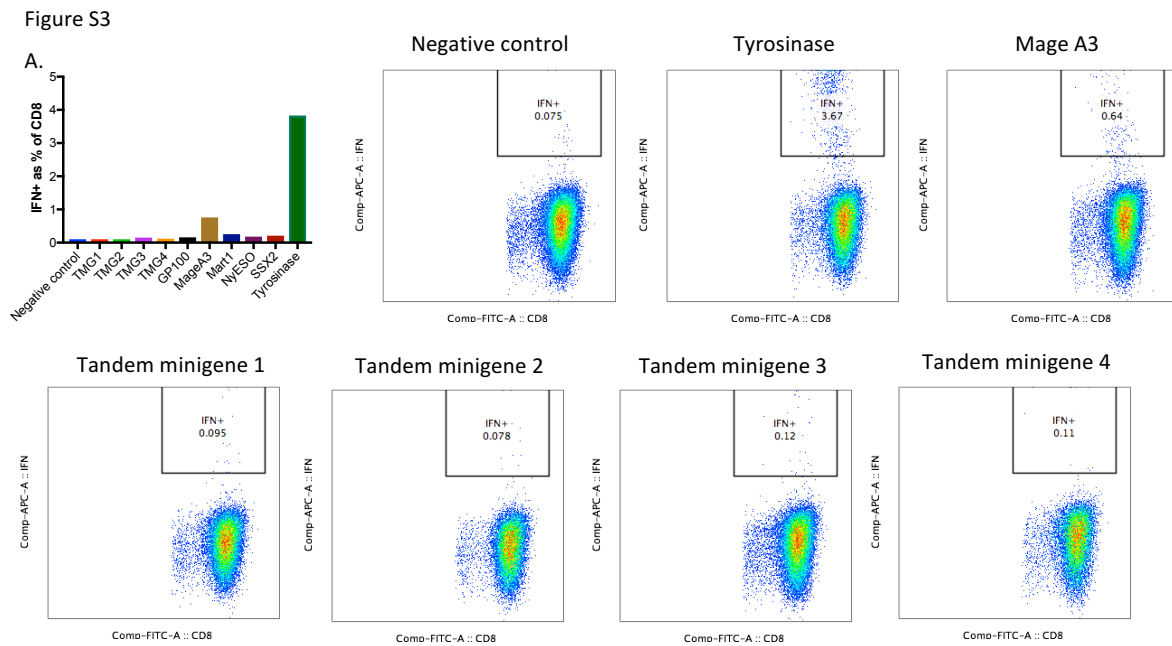 Figure S3
A.
IFN+ as % of CD8
5
4
3
2
1
0
Negative control
TMG1
TMG2
TMG3
TMG4
GP100
MageA3
Mart1
NyESO
SSX2
Tyrosinase
Negative control
IFN+
0.075
Comp-APC-A :: IFN
Comp-FITC-A :: CD8
Tyrosinase
IFN+
3.67
Comp-APC-A :: IFN
Comp-FITC-A :: CD8
Mage A3
IFN+
0.64
Comp-APC-A :: IFN
Comp-FITC-A :: CD8
Tandem minigene 1
IFN+
0.095
Comp-APC-A :: IFN
Comp-FITC-A :: CD8
Tandem minigene 2
IFN+
0.078
Comp-APC-A :: IFN
Comp-FITC-A :: CD8
Tandem minigene 3
IFN+
0.12
Comp-APC-A :: IFN
Comp-FITC-A :: CD8
Tandem minigene 4
IFN+
0.11
Comp-APC-A :: IFN
Comp-FITC-A :: CD8